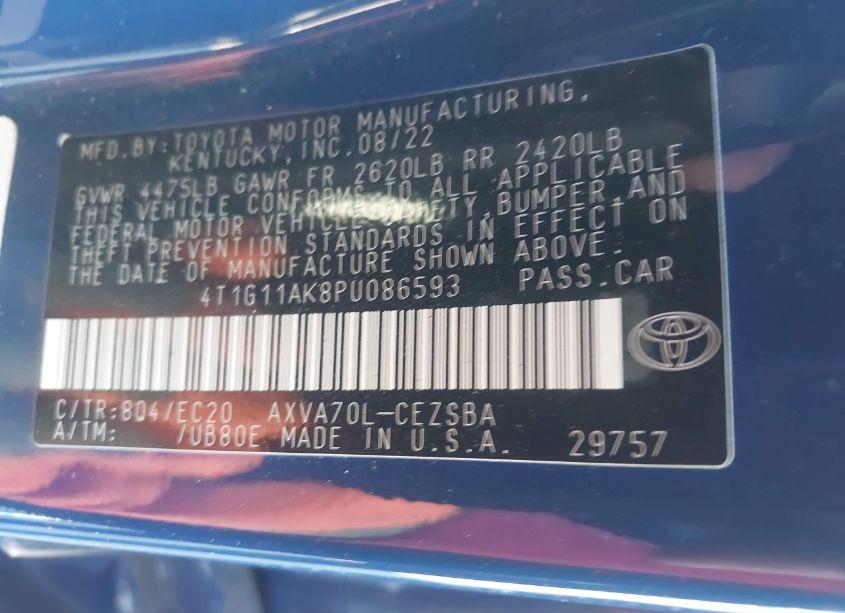 MFD.BY:TOYOTA MOTOR MANUFACTURING,
KENTUCKY,INC.08/22
GVWR 4475LB GAWR FR 2620LB RR 2420LB
THIS VEHICLE CONFORMS TO ALL APPLICABLE
FEDERAL MOTOR VEHICLE SAFETY,BUMPER,AND
THEFT PREVENTION STANDARDS IN EFFECT ON
THE DATE OF MANUFACTURE SHOWN ABOVE.
4T1G11AK8PU086593 PASS.CAR
C/TR:8Q4/EC20 AXVA70L-CEZSBA
A/TM: /UB80E MADE IN U.S.A. 29757